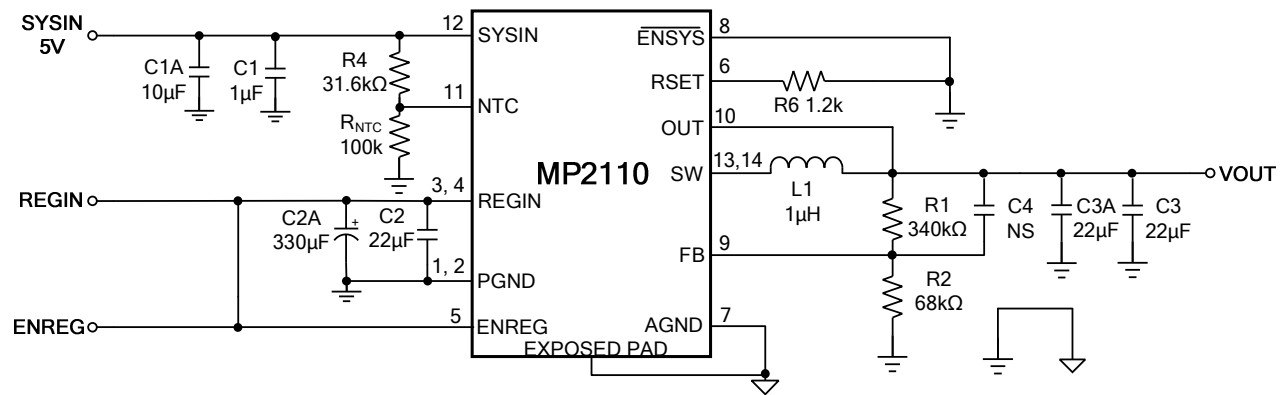 SYSIN
5V
12
SYSIN
C1A
10µF
C1
1µF
R4
31.6kΩ
11
NTC
RNTC
100k
REGIN
3, 4
REGIN
C2A
330µF
+
C2
22µF
1, 2
PGND
ENREG
5
ENREG
MP2110
EXPOSED PAD
ENSYS
8
RSET
6
R6 1.2k
OUT
10
SW
13,14
L1
1µH
VOUT
R1
340kΩ
C4
NS
C3A
22µF
C3
22µF
FB
9
R2
68kΩ
AGND
7